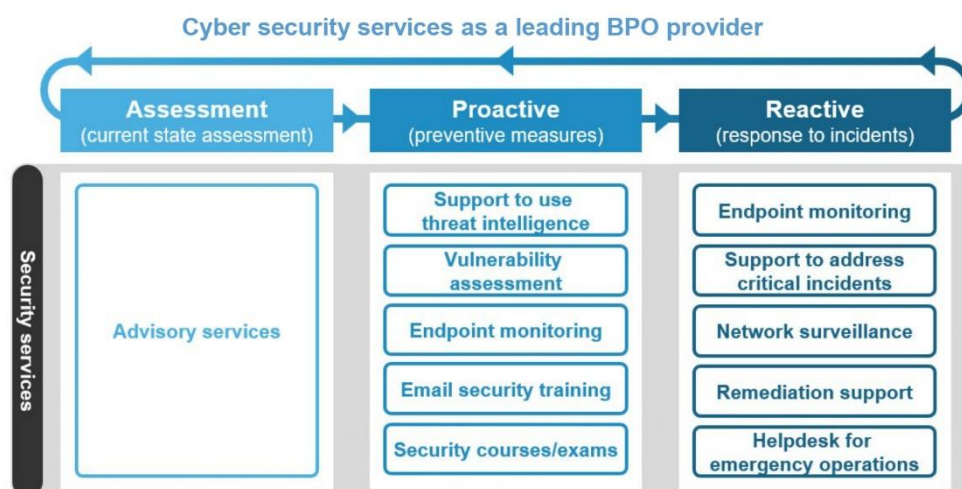 Cyber security services as a leading BPO provider
Assessment
(current state assessment)
Proactive
(preventive measures)
Reactive
(response to incidents)
Security services
Advisory services
Support to use
threat intelligence
Vulnerability
assessment
Endpoint monitoring
Email security training
Security courses/exams
Endpoint monitoring
Support to address
critical incidents
Network surveillance
Remediation support
Helpdesk for
emergency operations